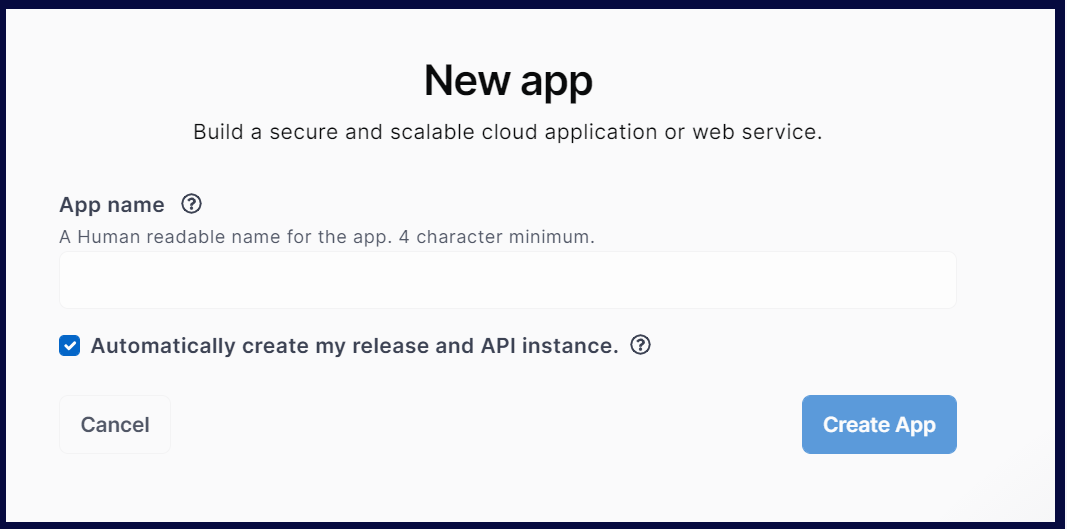 New app
Build a secure and scalable cloud application or web service.
App name
A Human readable name for the app. 4 character minimum.
Automatically create my release and API instance.
Cancel
Create App